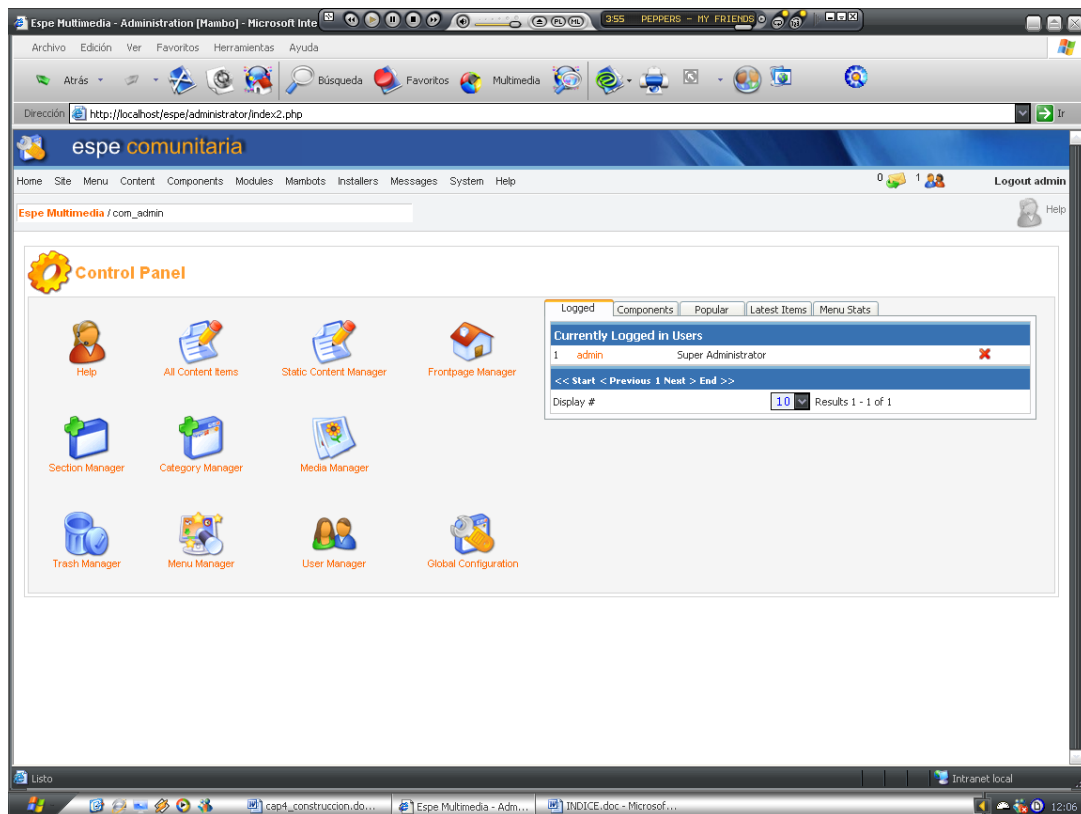 Espe Multimedia - Administration [Mambo] - Microsoft Inte
PL ML
3:55 PEPPERS - MY FRIENDS
Archivo Edición Ver Favoritos Herramientas Ayuda
Atrás Búsqueda Favoritos Multimedia
Dirección http://localhost/espe/administrator/index2.php Ir
espe comunitaria
Home Site Menu Content Components Modules Mambots Installers Messages System Help 0 1 Logout admin
Espe Multimedia / com_admin Help
Control Panel
Logged Components Popular Latest Items Menu Stats
Currently Logged in Users
1 admin Super Administrator
<< Start < Previous 1 Next > End >>
Display # 10 Results 1 - 1 of 1
Help All Content Items Static Content Manager Frontpage Manager
Section Manager Category Manager Media Manager
Trash Manager Menu Manager User Manager Global Configuration
Listo Intranet local
cap4_construccion.do... Espe Multimedia - Adm... INDICE.doc - Microsof... 12:06